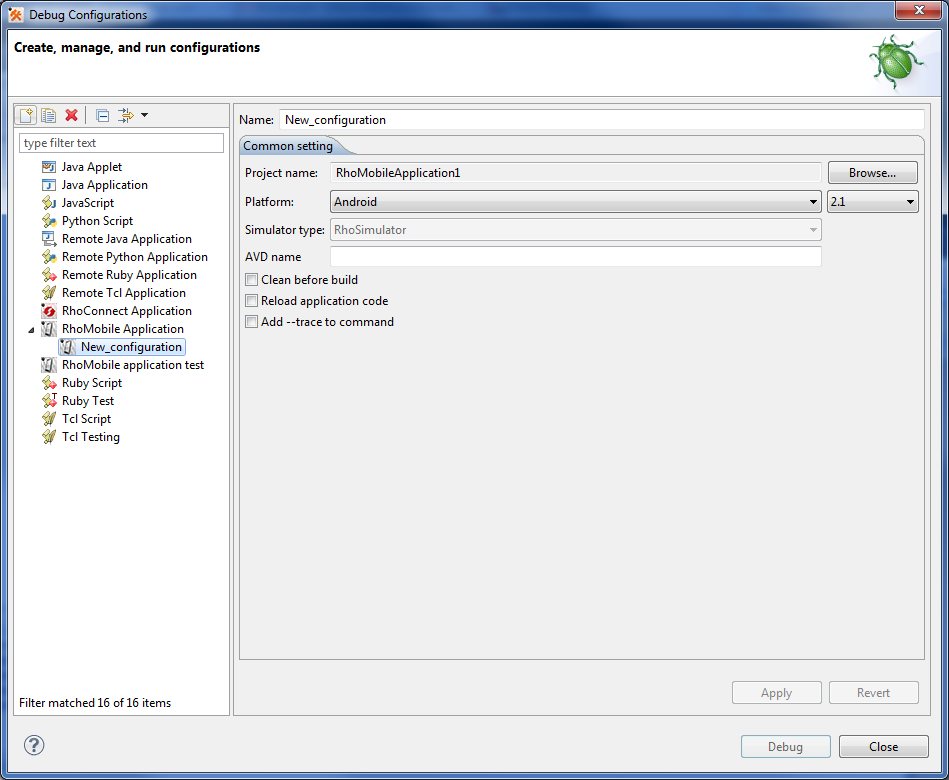 Debug Configurations
Create, manage, and run configurations
type filter text
Java Applet
Java Application
JavaScript
Python Script
Remote Java Application
Remote Python Application
Remote Ruby Application
Remote Tcl Application
RhoConnect Application
RhoMobile Application
New_configuration
RhoMobile application test
Ruby Script
Ruby Test
Tcl Script
Tcl Testing
Filter matched 16 of 16 items
Name: New_configuration
Common setting
Project name: RhoMobileApplication1 Browse...
Platform: Android 2.1
Simulator type: RhoSimulator
AVD name
Clean before build
Reload application code
Add --trace to command
Apply Revert
? Debug Close